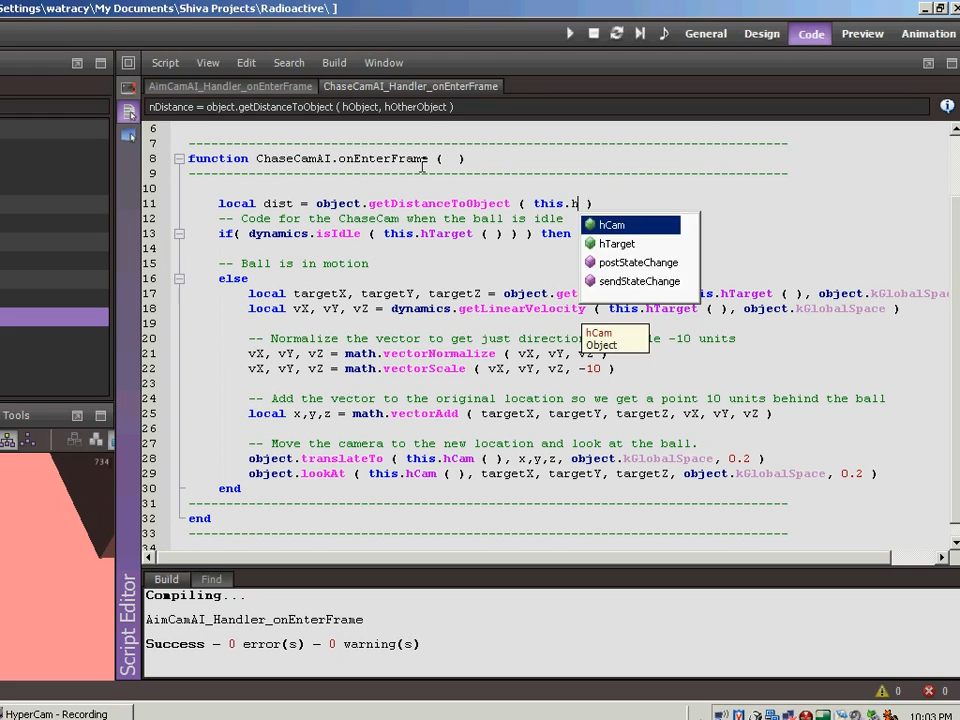 Settings\watracy\My Documents\Shiva Projects\Radioactive\ ]
General Design Code Preview Animation
Script View Edit Search Build Window
AimCamAI_Handler_onEnterFrame ChaseCamAI_Handler_onEnterFrame
nDistance = object.getDistanceToObject ( hObject, hOtherObject )
6
7 --------------------------------------------------------------------------------
8 function ChaseCamAI.onEnterFrame ( )
9 --------------------------------------------------------------------------------
10
11 local dist = object.getDistanceToObject ( this.h )
12 -- Code for the ChaseCam when the ball is idle
13 if( dynamics.isIdle ( this.hTarget ( ) ) ) then
14
15 -- Ball is in motion
16 else
17 local targetX, targetY, targetZ = object.get is.hTarget ( ), object.kGlobalSpac
18 local vX, vY, vZ = dynamics.getLinearVelocity ( this.hTarget ( ), object.kGlobalSpace )
19
20 -- Normalize the vector to get just directio le -10 units
21 vX, vY, vZ = math.vectorNormalize ( vX, vY, vZ )
22 vX, vY, vZ = math.vectorScale ( vX, vY, vZ, -10 )
23
24 -- Add the vector to the original location so we get a point 10 units behind the ball
25 local x,y,z = math.vectorAdd ( targetX, targetY, targetZ, vX, vY, vZ )
26
27 -- Move the camera to the new location and look at the ball.
28 object.translateTo ( this.hCam ( ), x,y,z, object.kGlobalSpace, 0.2 )
29 object.lookAt ( this.hCam ( ), targetX, targetY, targetZ, object.kGlobalSpace, 0.2 )
30 end
31 --------------------------------------------------------------------------------
32 end
33 --------------------------------------------------------------------------------
34
hCam
hTarget
postStateChange
sendStateChange
hCam
Object
Tools
734
Script Editor
Build Find
Compiling...
AimCamAI_Handler_onEnterFrame
Success - 0 error(s) - 0 warning(s)
0 0
HyperCam - Recording
10:03 PM